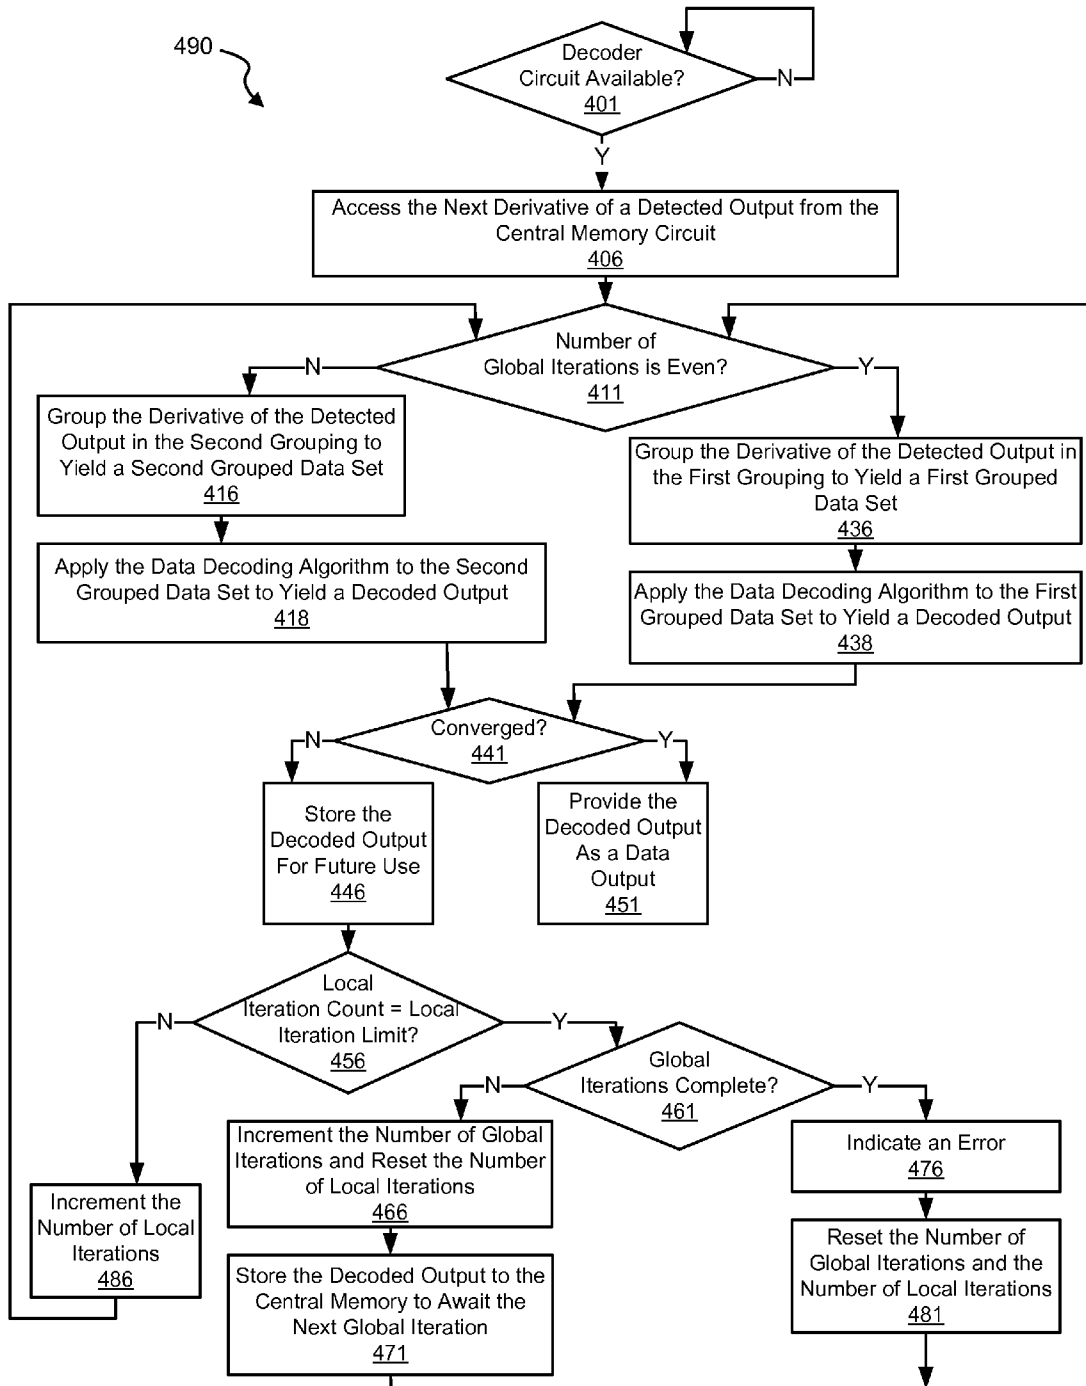 490
Decoder
Circuit Available?
401
N
Y
Access the Next Derivative of a Detected Output from the
Central Memory Circuit
406
Number of
Global Iterations is Even?
411
N
Y
Group the Derivative of the Detected
Output in the Second Grouping to
Yield a Second Grouped Data Set
416
Group the Derivative of the Detected Output in
the First Grouping to Yield a First Grouped
Data Set
436
Apply the Data Decoding Algorithm to the Second
Grouped Data Set to Yield a Decoded Output
418
Apply the Data Decoding Algorithm to the First
Grouped Data Set to Yield a Decoded Output
438
Converged?
441
N
Y
Store the
Decoded Output
For Future Use
446
Provide the
Decoded Output
As a Data
Output
451
Local
Iteration Count = Local
Iteration Limit?
456
N
Y
Global
Iterations Complete?
461
N
Y
Increment the Number of Global
Iterations and Reset the Number
of Local Iterations
466
Indicate an Error
476
Increment the
Number of Local
Iterations
486
Store the Decoded Output to the
Central Memory to Await the
Next Global Iteration
471
Reset the Number of
Global Iterations and the
Number of Local Iterations
481